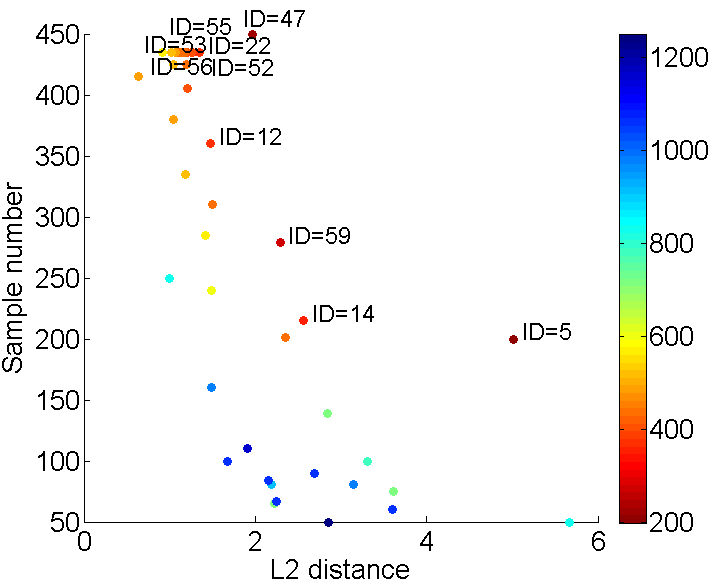 ID=47
ID=55
ID=53
ID=22
ID=56
ID=52
ID=12
ID=59
ID=14
ID=5
450
400
350
300
250
200
150
100
50
Sample number
0
2
4
6
L2 distance
1200
1000
800
600
400
200